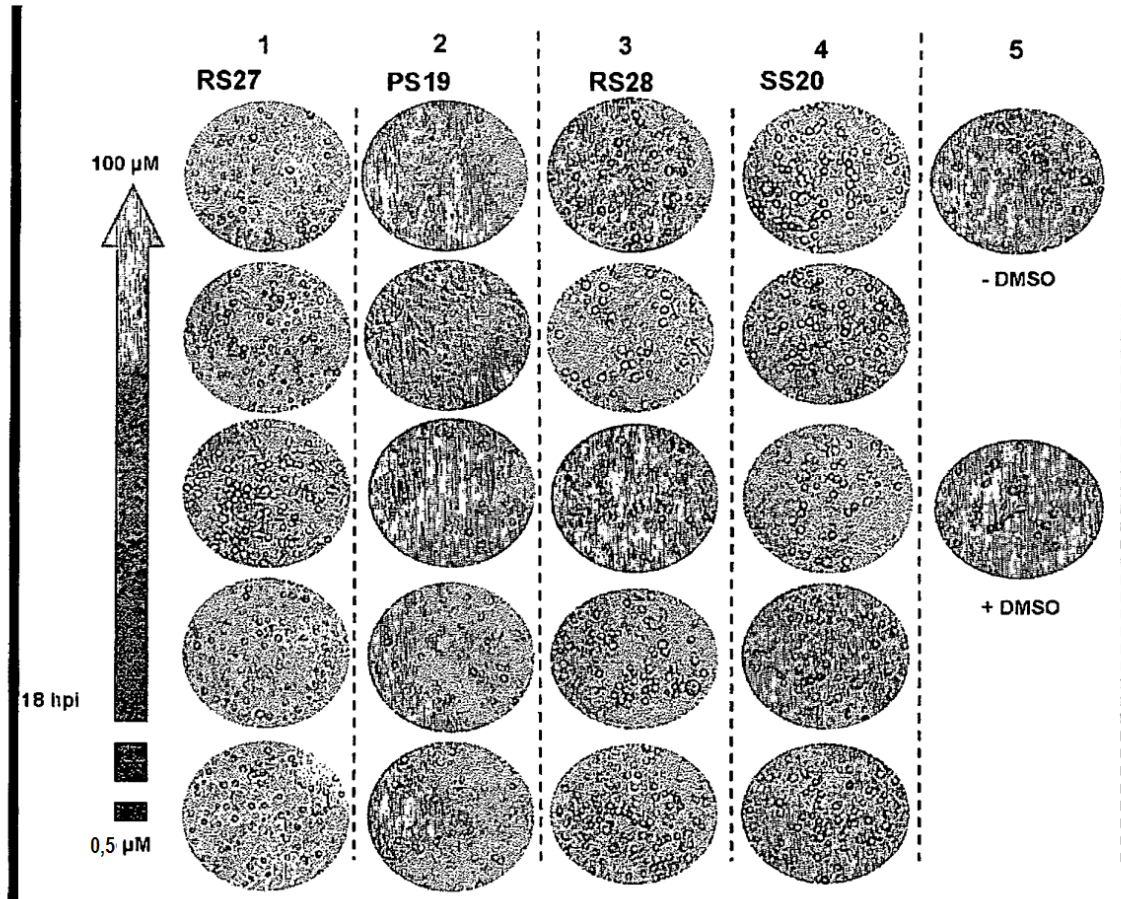 1 2 3 4 5
RS27 PS19 RS28 SS20
100 µM
- DMSO
+ DMSO
18 hpi
0,5 µM